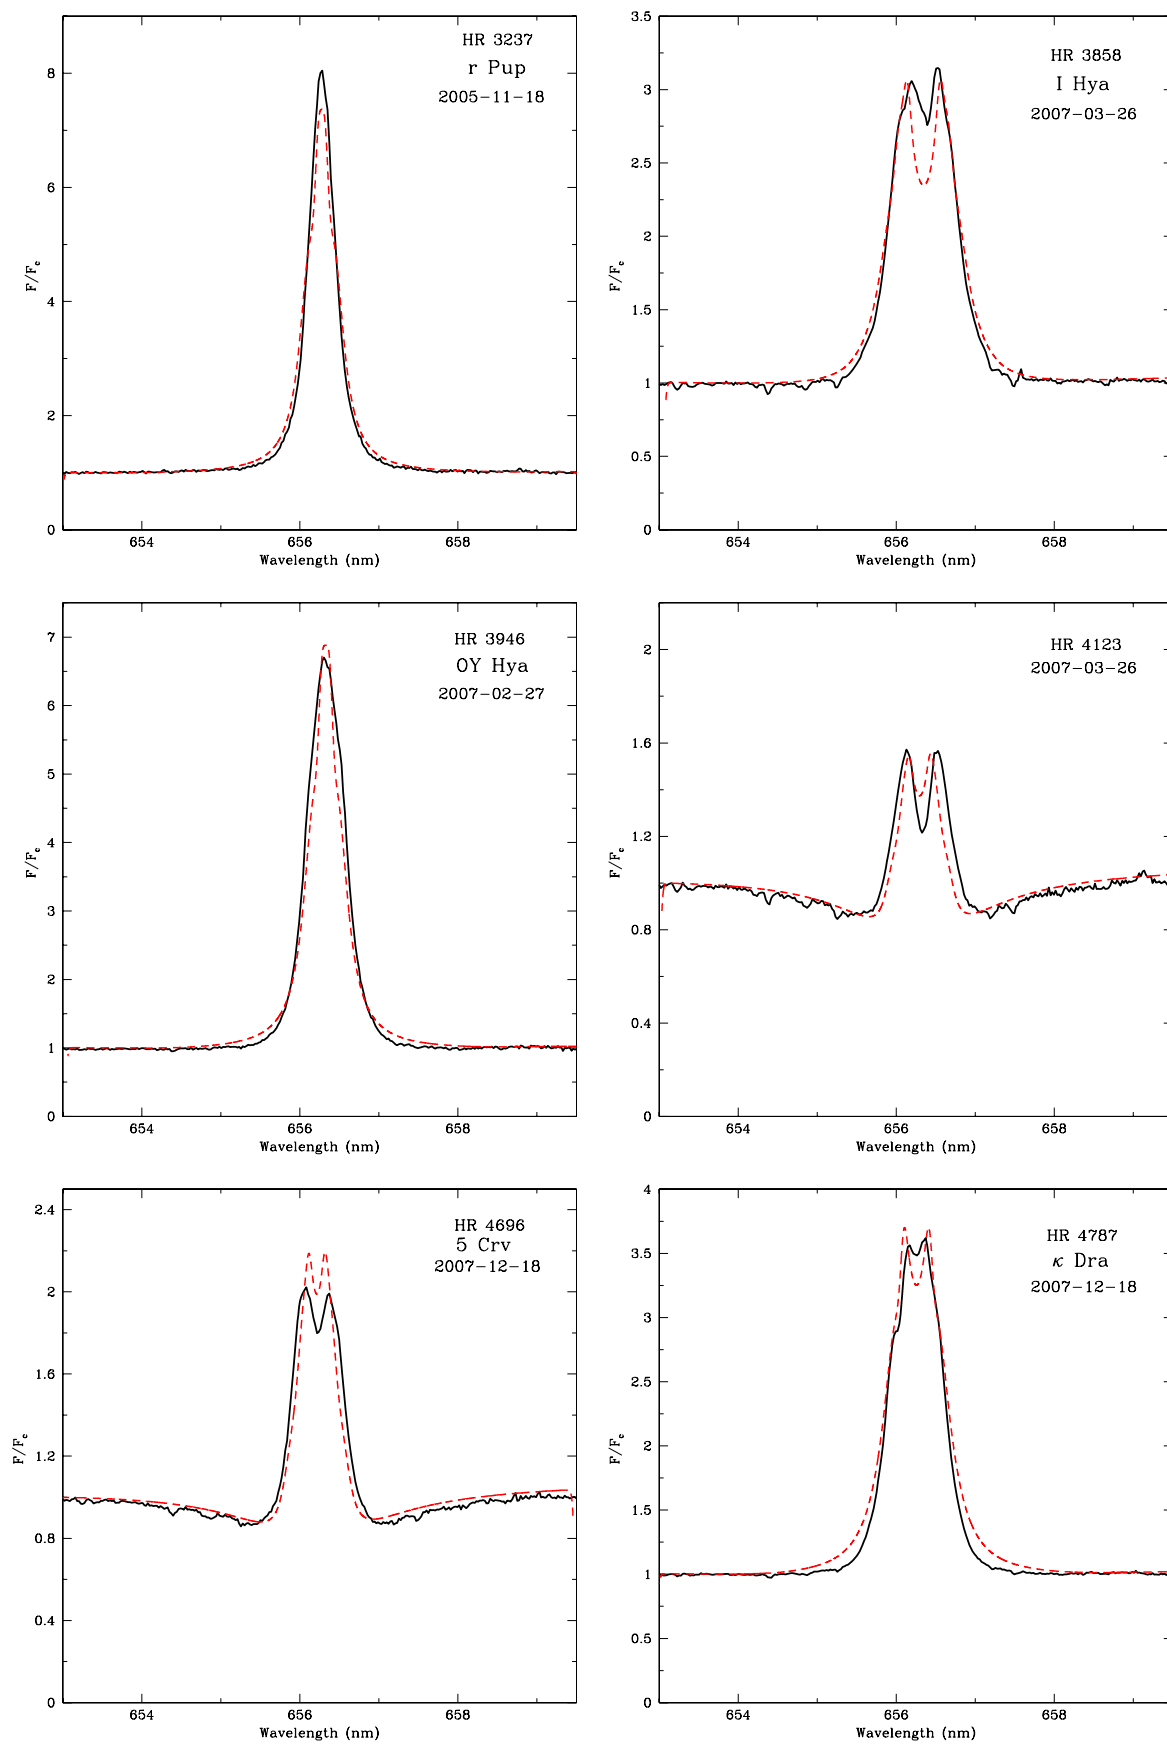 HR 3237
r Pup
2005-11-18
8
6
4
2
0
F/Fc
654
656
658
Wavelength (nm)
HR 3858
I Hya
2007-03-26
3.5
3
2.5
2
1.5
1
0.5
0
F/Fc
654
656
658
Wavelength (nm)
HR 3946
OY Hya
2007-02-27
7
6
5
4
3
2
1
0
F/Fc
654
656
658
Wavelength (nm)
HR 4123
2007-03-26
2
1.6
1.2
0.8
0.4
0
F/Fc
654
656
658
Wavelength (nm)
HR 4696
5 Crv
2007-12-18
2.4
2
1.6
1.2
0.8
0.4
0
F/Fc
654
656
658
Wavelength (nm)
HR 4787
κ Dra
2007-12-18
4
3.5
3
2.5
2
1.5
1
0.5
0
F/Fc
654
656
658
Wavelength (nm)